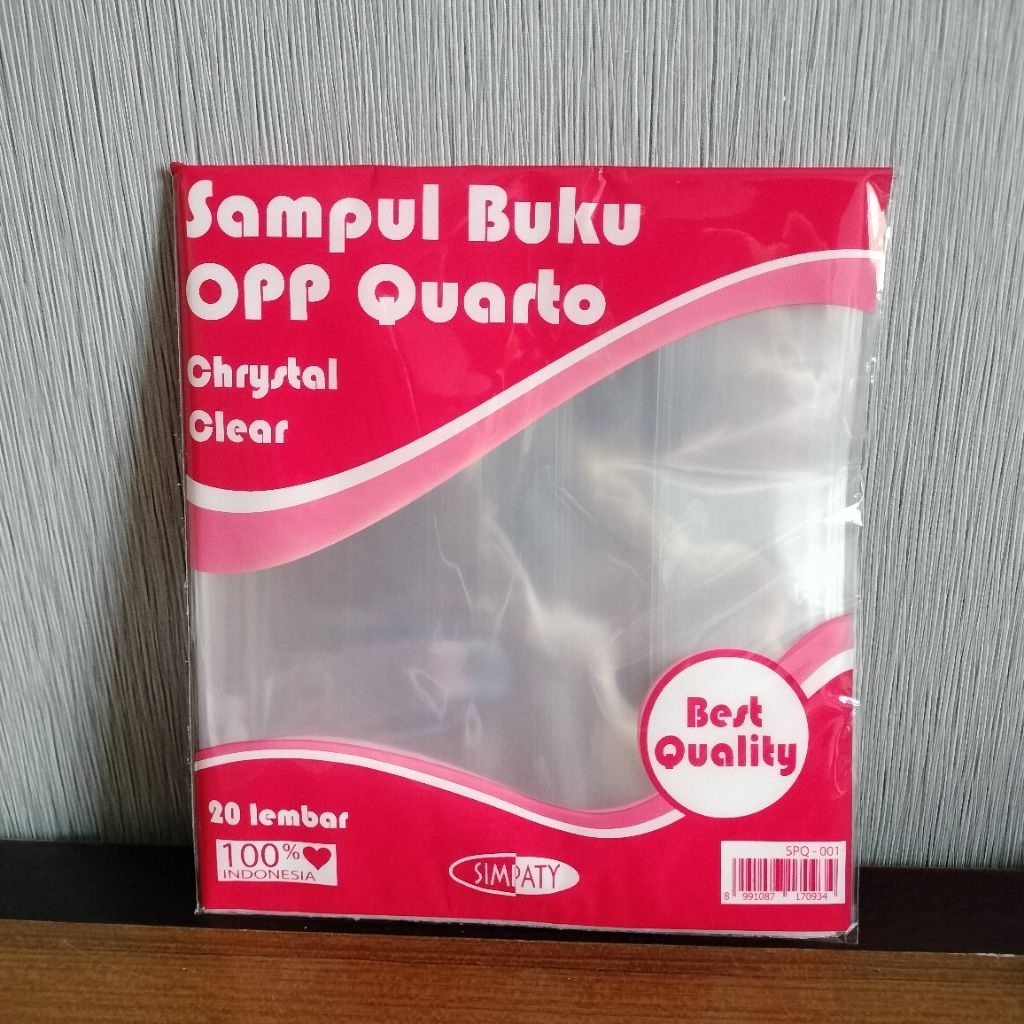 Sampul Buku
OPP Quarto
Chrystal
Clear
Best
Quality
20 lembar
100%
INDONESIA
SIMPATY
SPQ - 001
8 991087 170934